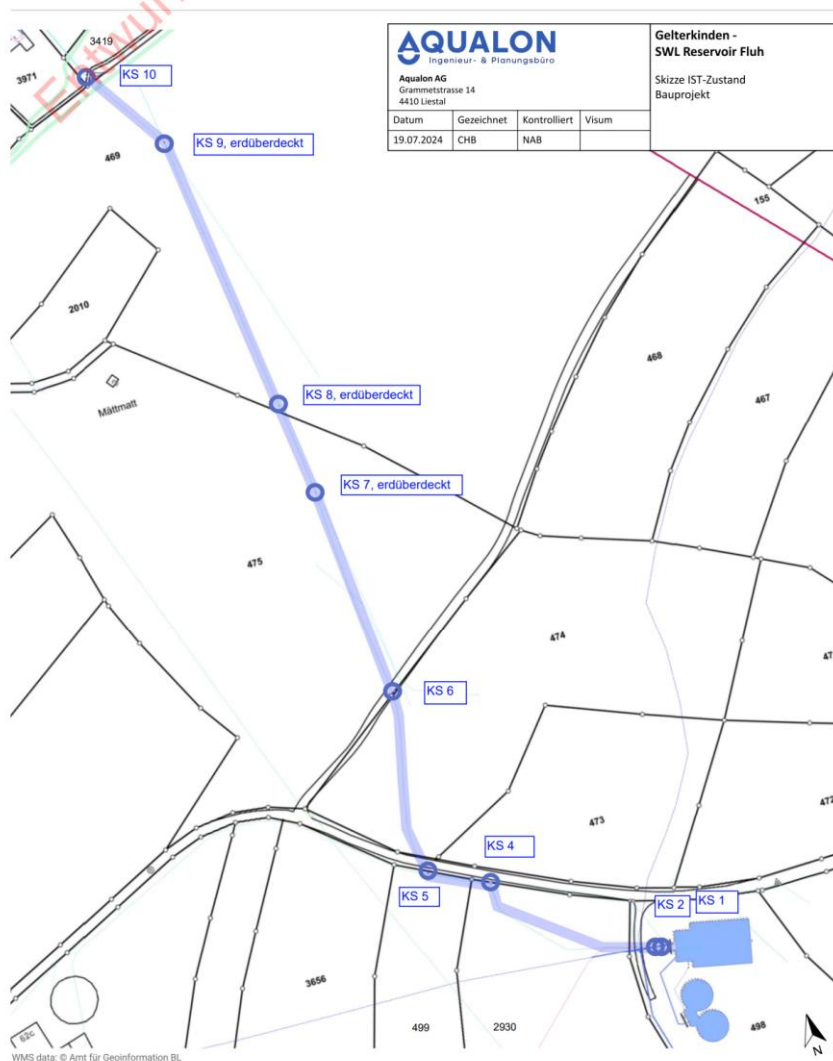 Entwurf
AQUALON
Ingenieur- & Planungsbüro
Aqualon AG
Grammetstrasse 14
4410 Liestal
Datum Gezeichnet Kontrolliert Visum
19.07.2024 CHB NAB
Gelterkinden -
SWL Reservoir Fluh
Skizze IST-Zustand
Bauprojekt
3419
3971
KS 10
KS 9, erdüberdeckt
469
155
2010
468
467
KS 8, erdüberdeckt
Mättmatt
KS 7, erdüberdeckt
475
474
KS 6
473
472
KS 4
KS 5
KS 2
KS 1
3656
499
2930
498
62c
N
WMS data: © Amt für Geoinformation BL